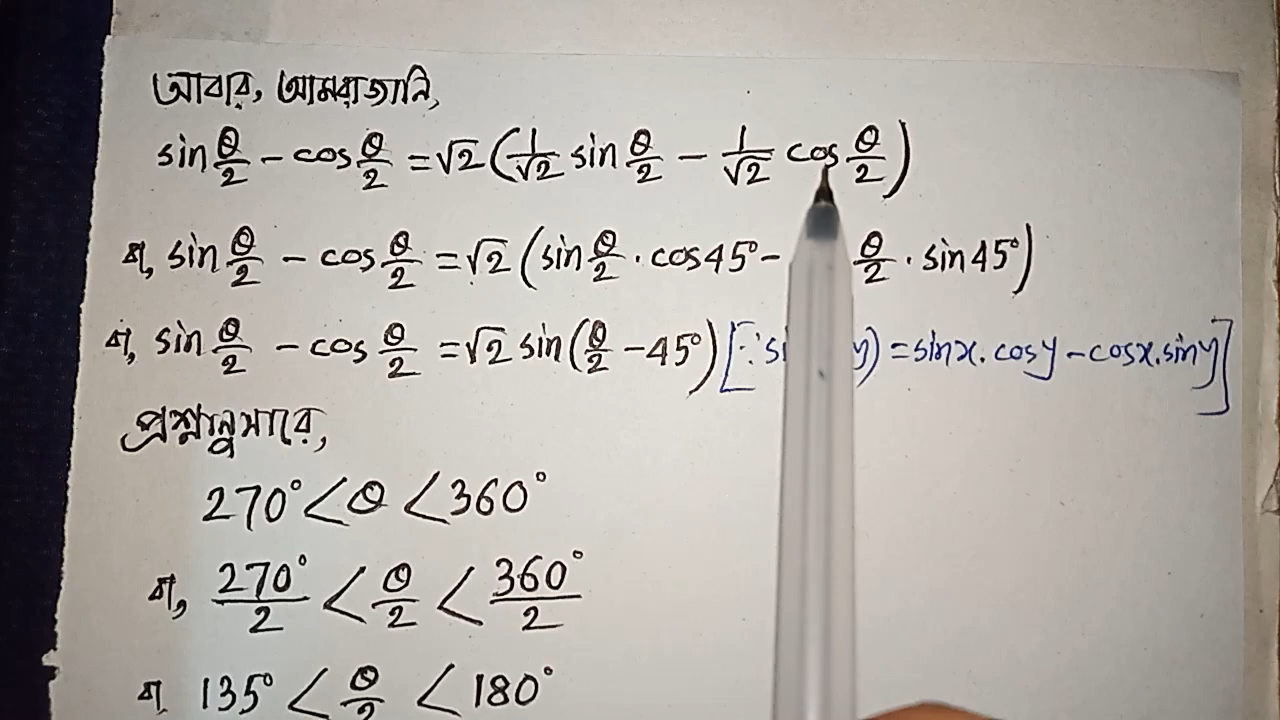 আবার, আমরা জানি,
sin θ/2 − cos θ/2 = √2 (1/√2 sin θ/2 − 1/√2 cos θ/2)
বা, sin θ/2 − cos θ/2 = √2 (sin θ/2 . cos 45° − θ/2 . sin 45°)
বা, sin θ/2 − cos θ/2 = √2 sin(θ/2 − 45°) [∵ si y) = sinx. cosy − cosx. siny]
প্রশ্নানুসারে,
270° < θ < 360°
বা, 270°/2 < θ/2 < 360°/2
বা 135° < θ/2 < 180°